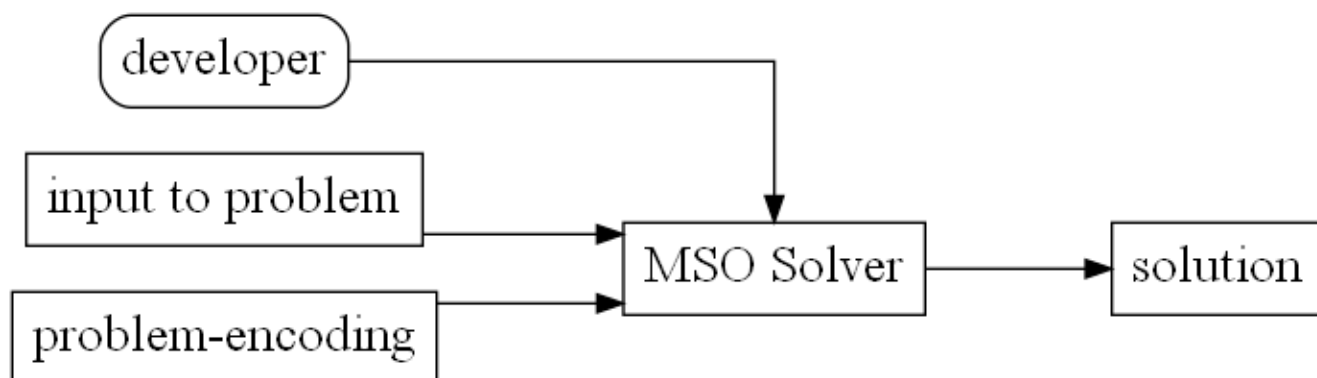 developer
input to problem
MSO Solver
solution
problem-encoding